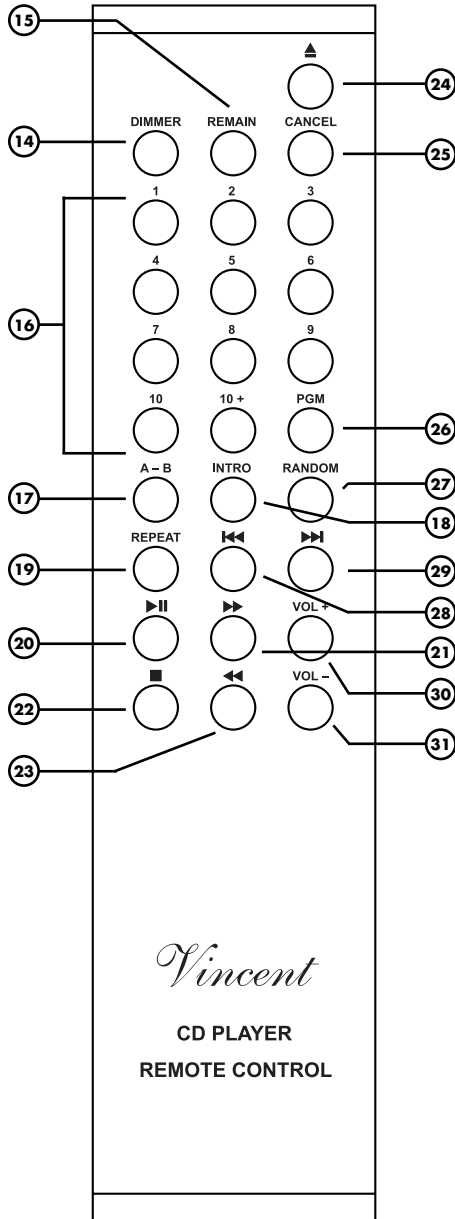 15
24
DIMMER REMAIN CANCEL
14
25
1 2 3
4 5 6
16
7 8 9
10 10 + PGM
26
A – B INTRO RANDOM
27
17
18
REPEAT
19
29
28
VOL +
20
21
30
VOL –
22
31
23
Vincent
CD PLAYER
REMOTE CONTROL